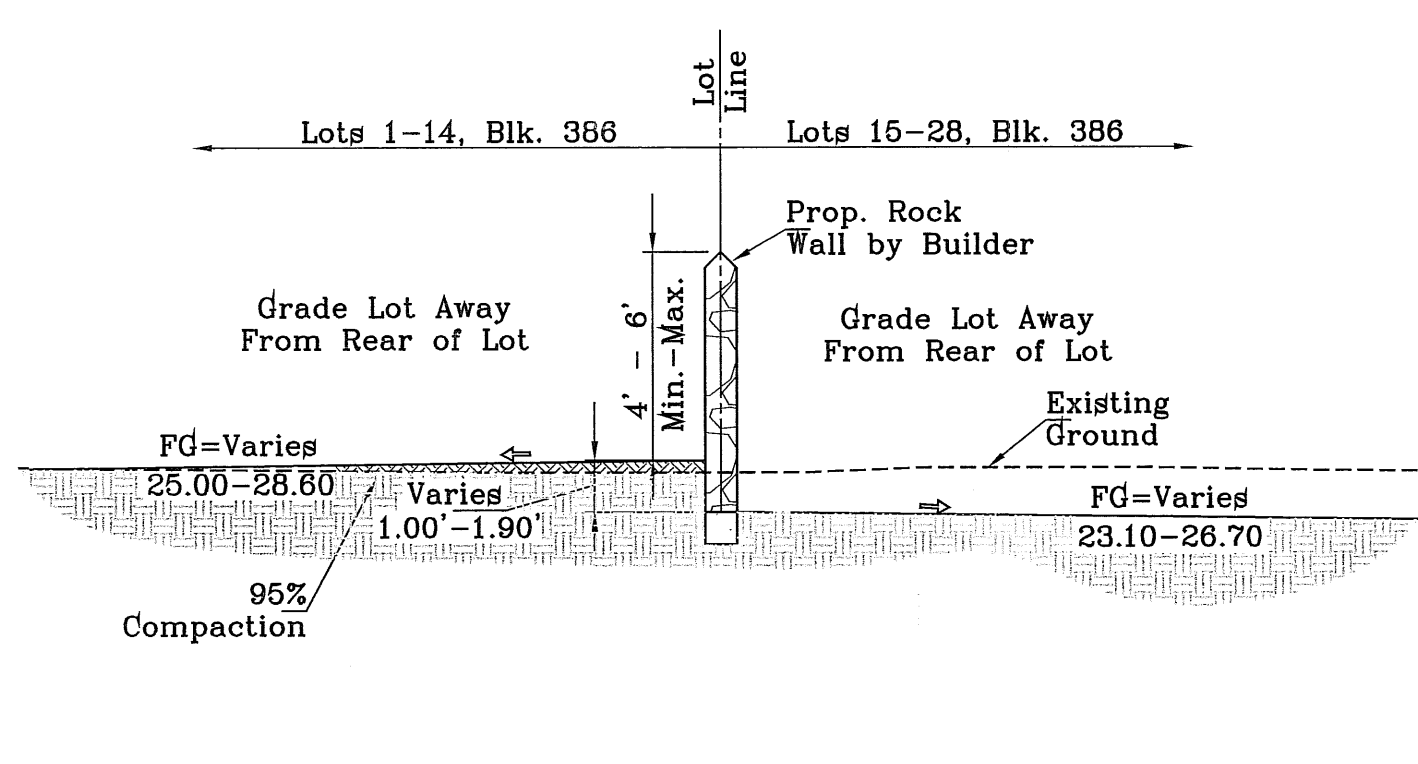 Lot
Line
Lots 1-14, Blk. 386
Lots 15-28, Blk. 386
Prop. Rock
Wall by Builder
4' - 6'
Min.-Max.
Grade Lot Away
From Rear of Lot
Grade Lot Away
From Rear of Lot
Existing
Ground
FG=Varies
25.00-28.60
Varies
1.00'-1.90'
FG=Varies
23.10-26.70
95%
Compaction